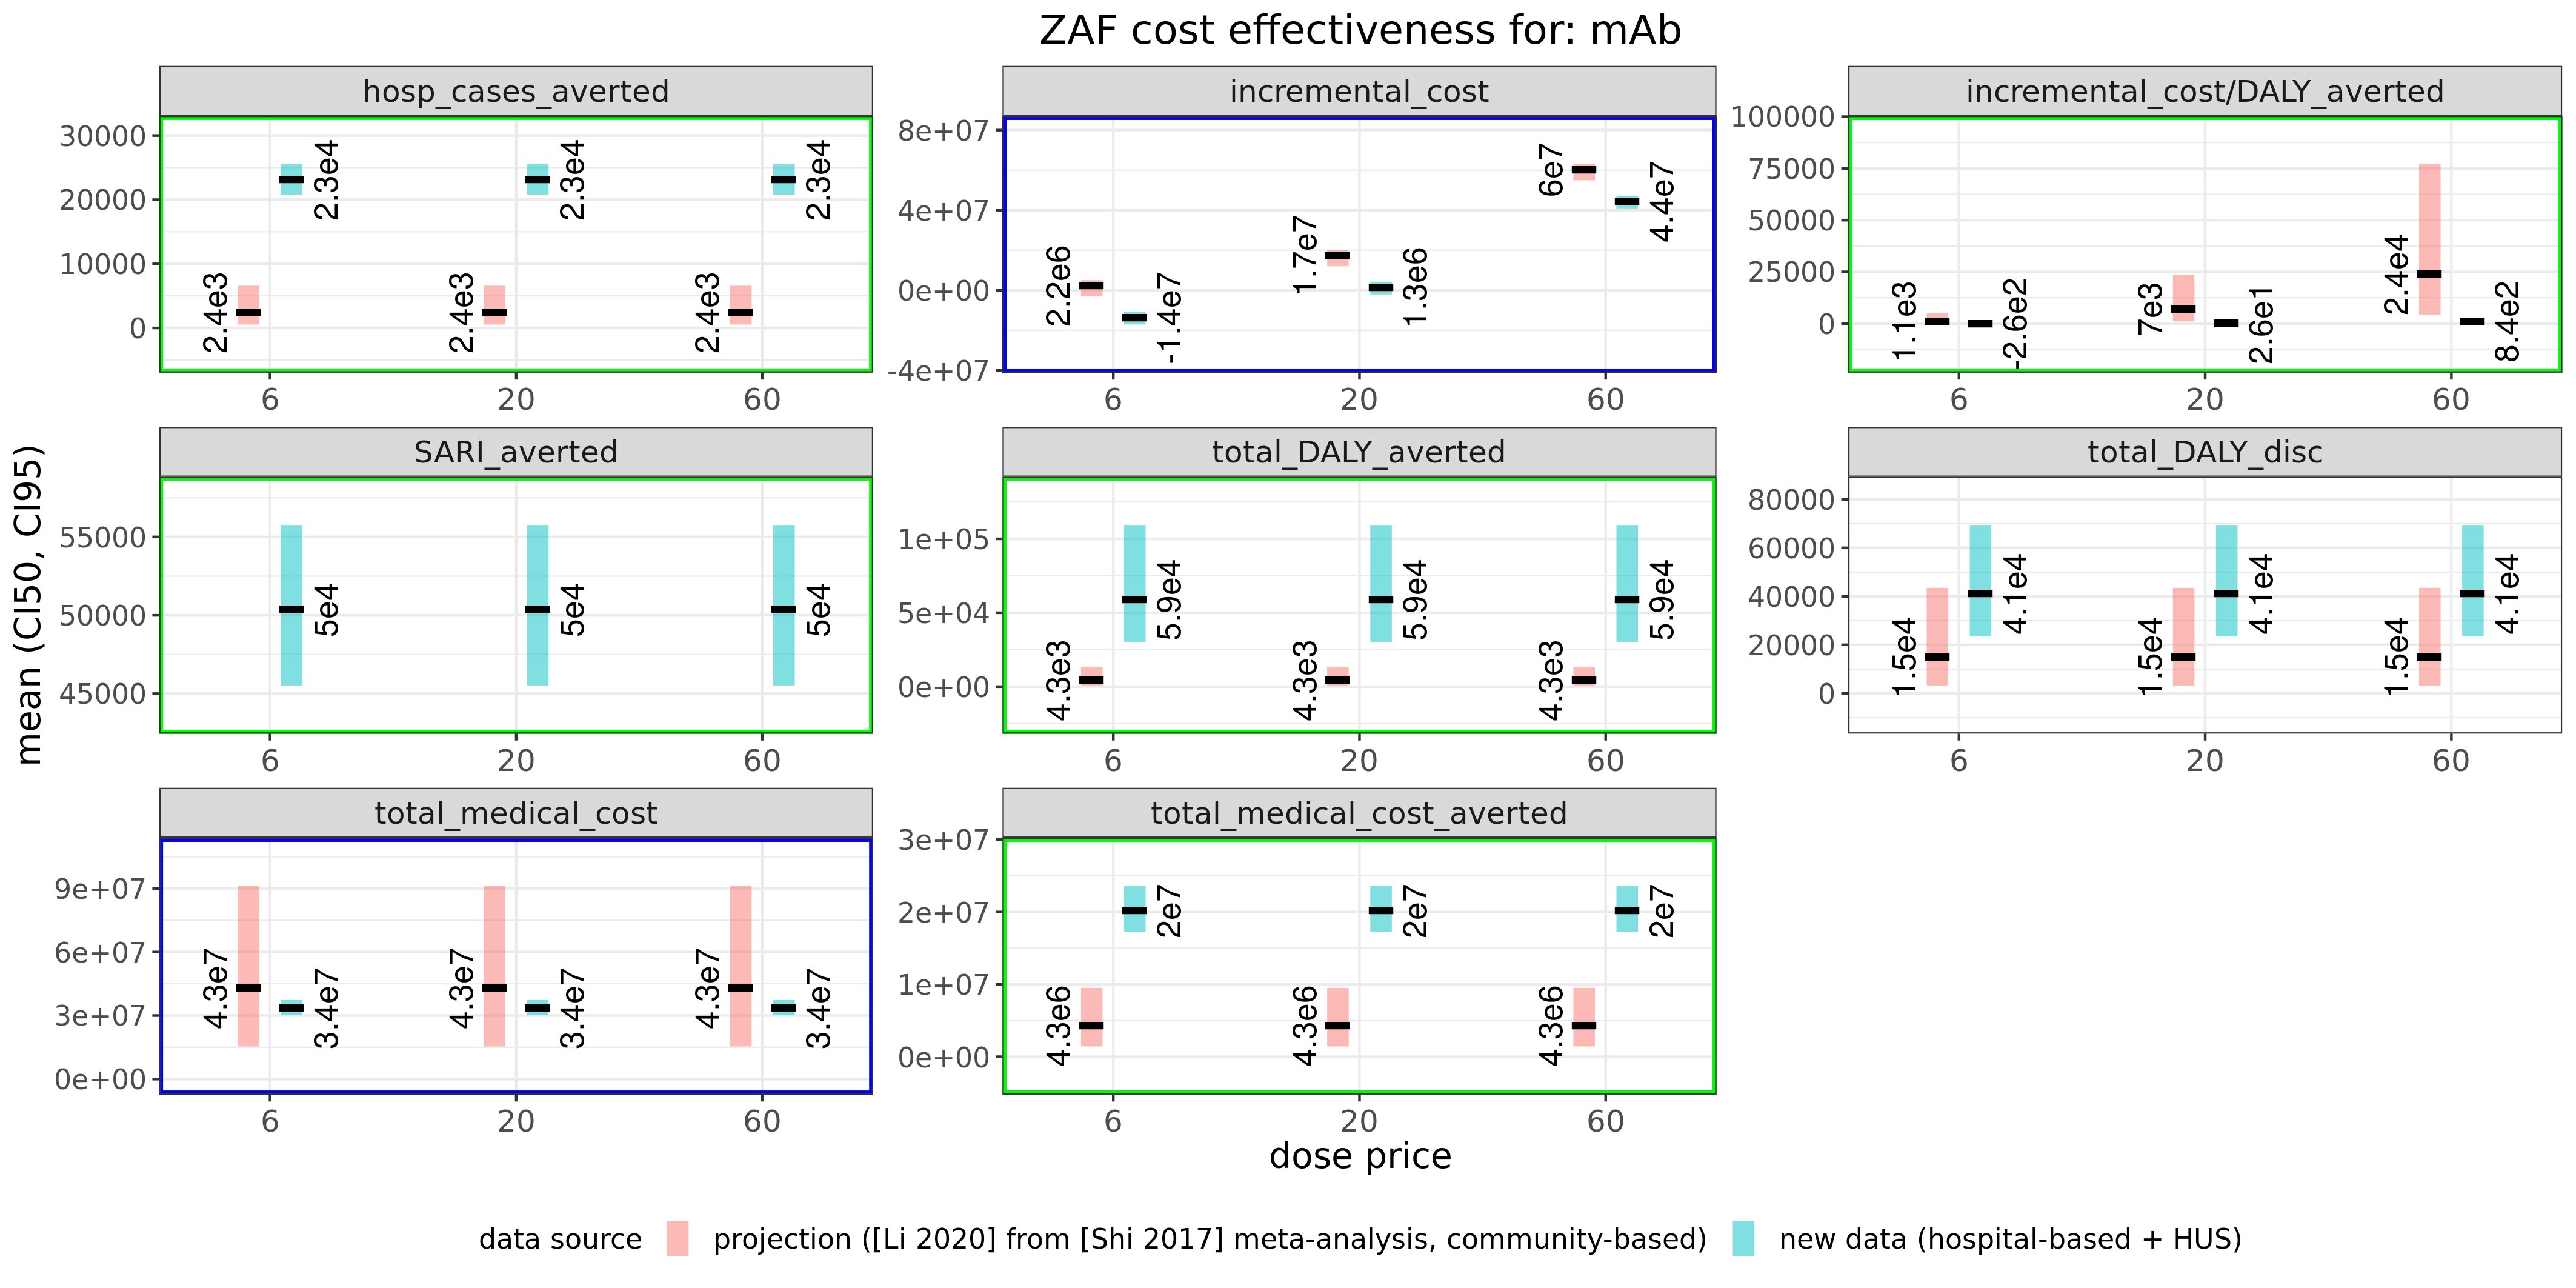 ZAF cost effectiveness for: mAb
mean (CI50, CI95)
hosp_cases_averted
30000
20000
10000
0
2.4e3
2.3e4
2.4e3
2.3e4
2.4e3
2.3e4
6
20
60
incremental_cost
8e+07
4e+07
0e+00
-4e+07
2.2e6
-1.4e7
1.7e7
1.3e6
6e7
4.4e7
6
20
60
incremental_cost/DALY_averted
100000
75000
50000
25000
0
1.1e3
-2.6e2
7e3
2.6e1
2.4e4
8.4e2
6
20
60
SARI_averted
55000
50000
45000
5e4
5e4
5e4
6
20
60
total_DALY_averted
1e+05
5e+04
0e+00
4.3e3
5.9e4
4.3e3
5.9e4
4.3e3
5.9e4
6
20
60
total_DALY_disc
80000
60000
40000
20000
0
1.5e4
4.1e4
1.5e4
4.1e4
1.5e4
4.1e4
6
20
60
total_medical_cost
9e+07
6e+07
3e+07
0e+00
4.3e7
3.4e7
4.3e7
3.4e7
4.3e7
3.4e7
6
20
60
total_medical_cost_averted
3e+07
2e+07
1e+07
0e+00
4.3e6
2e7
4.3e6
2e7
4.3e6
2e7
6
20
60
dose price
data source
projection ([Li 2020] from [Shi 2017] meta-analysis, community-based)
new data (hospital-based + HUS)